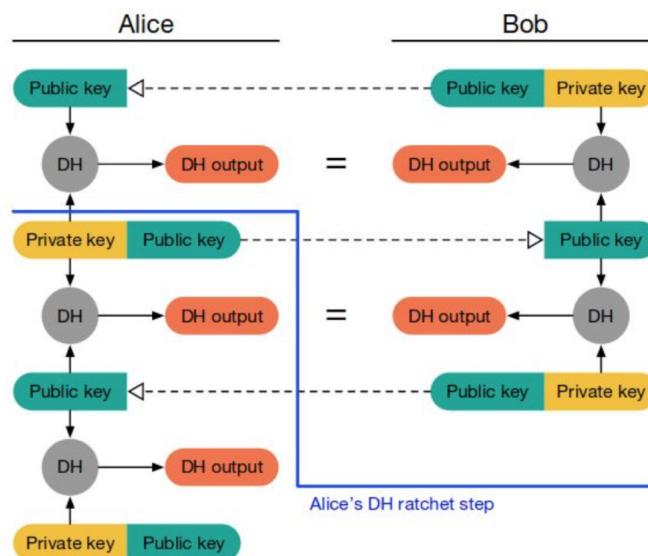 Alice Bob
Public key Public key Private key
DH DH output = DH output DH
Private key Public key Public key
DH DH output = DH output DH
Public key Public key Private key
DH DH output
Alice's DH ratchet step
Private key Public key